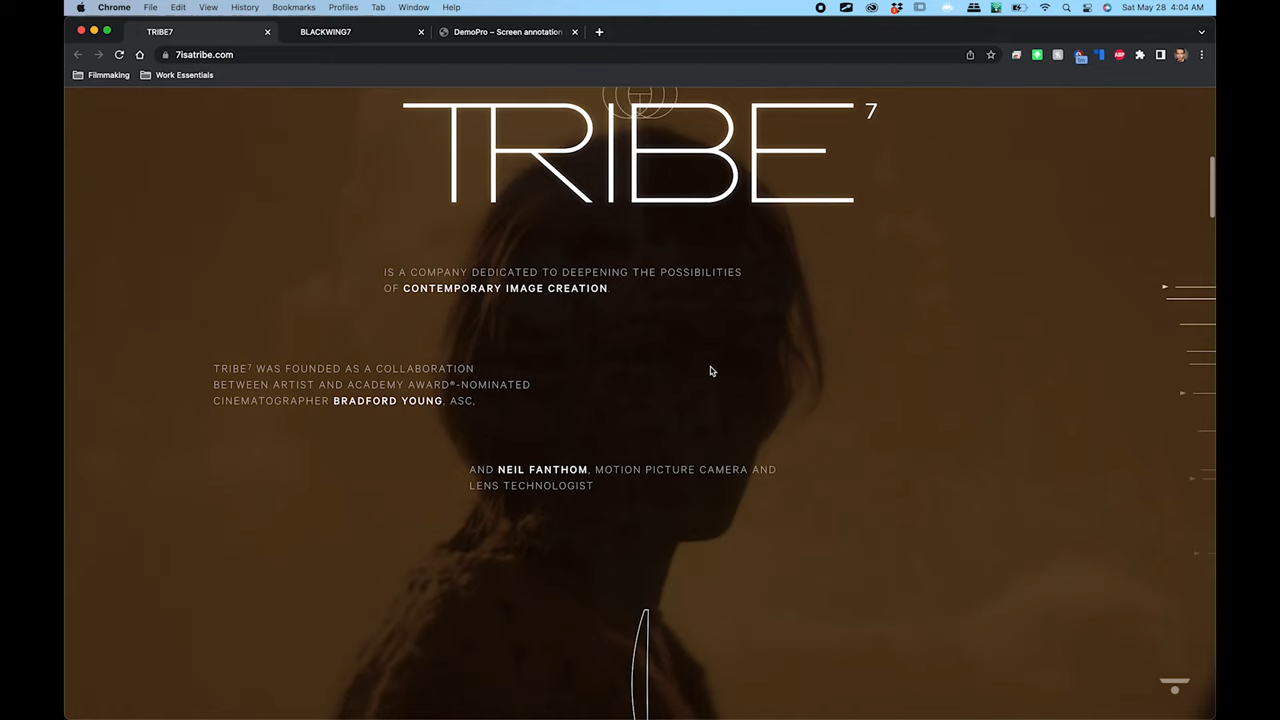 Chrome File Edit View History Bookmarks Profiles Tab Window Help Sat May 28 4:04 AM
TRIBE7 BLACKWING7 DemoPro – Screen annotation
7isatribe.com
Filmmaking Work Essentials
TRIBE 7
IS A COMPANY DEDICATED TO DEEPENING THE POSSIBILITIES
OF CONTEMPORARY IMAGE CREATION.
TRIBE⁷ WAS FOUNDED AS A COLLABORATION
BETWEEN ARTIST AND ACADEMY AWARD®-NOMINATED
CINEMATOGRAPHER BRADFORD YOUNG, ASC,
AND NEIL FANTHOM, MOTION PICTURE CAMERA AND
LENS TECHNOLOGIST